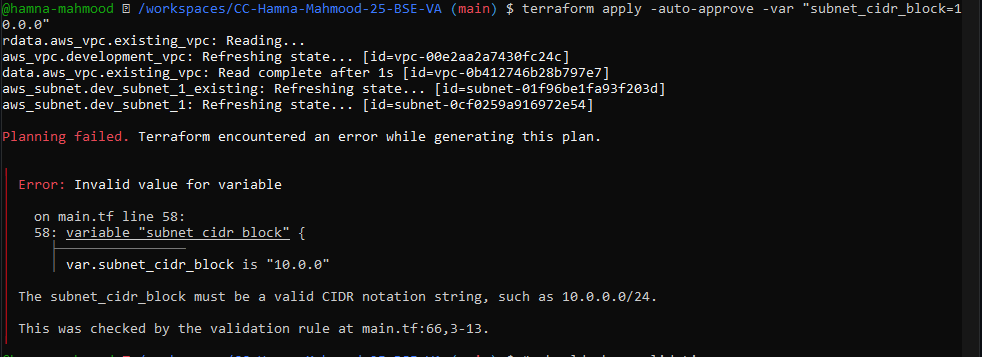 @hamna-mahmood /workspaces/CC-Hamna-Mahmood-25-BSE-VA (main) $ terraform apply -auto-approve -var "subnet_cidr_block=1
0.0.0"
rdata.aws_vpc.existing_vpc: Reading...
aws_vpc.development_vpc: Refreshing state... [id=vpc-00e2aa2a7430fc24c]
data.aws_vpc.existing_vpc: Read complete after 1s [id=vpc-0b412746b28b797e7]
aws_subnet.dev_subnet_1_existing: Refreshing state... [id=subnet-01f96be1fa93f203d]
aws_subnet.dev_subnet_1: Refreshing state... [id=subnet-0cf0259a916972e54]
Planning failed. Terraform encountered an error while generating this plan.
Error: Invalid value for variable
on main.tf line 58:
58: variable "subnet_cidr_block" {
var.subnet_cidr_block is "10.0.0"
The subnet_cidr_block must be a valid CIDR notation string, such as 10.0.0.0/24.
This was checked by the validation rule at main.tf:66,3-13.